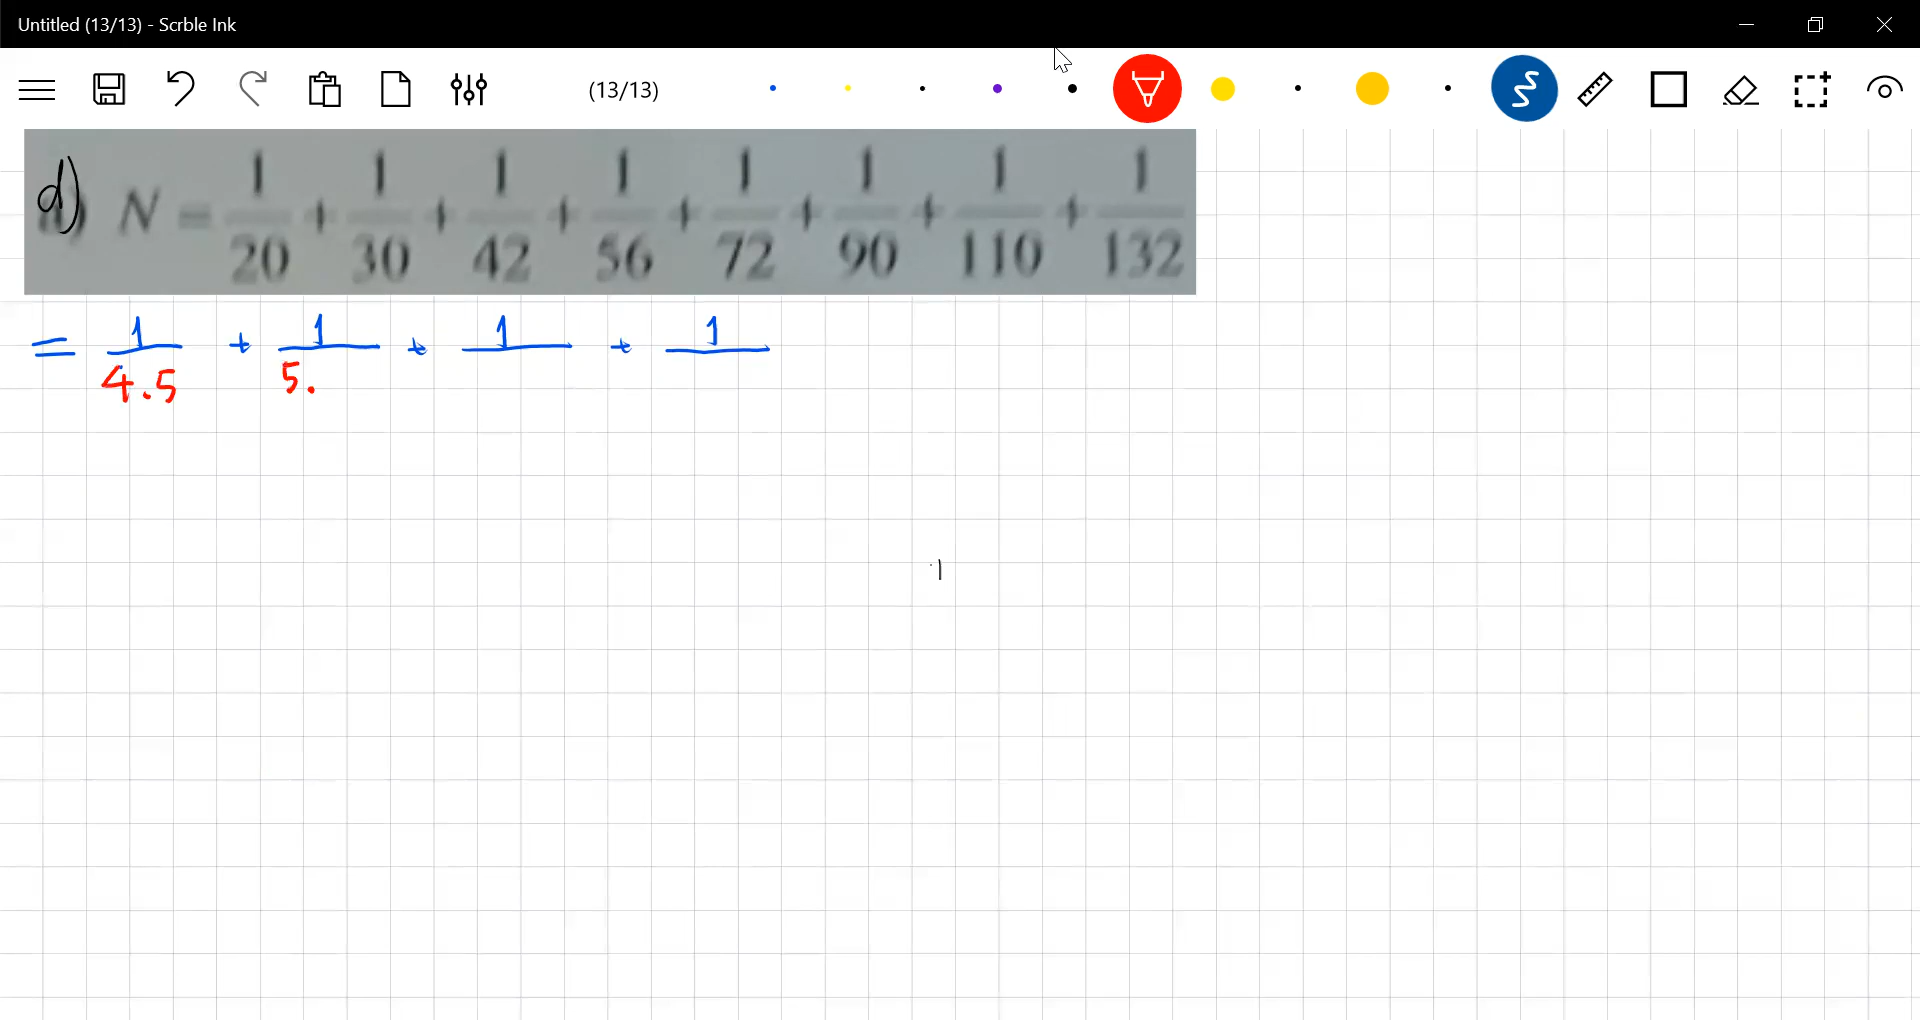 Untitled (13/13) - Scrble Ink
(13/13)
d) N = 1/20 + 1/30 + 1/42 + 1/56 + 1/72 + 1/90 + 1/110 + 1/132
= 1/4.5 + 1/5. + 1/ + 1/
1